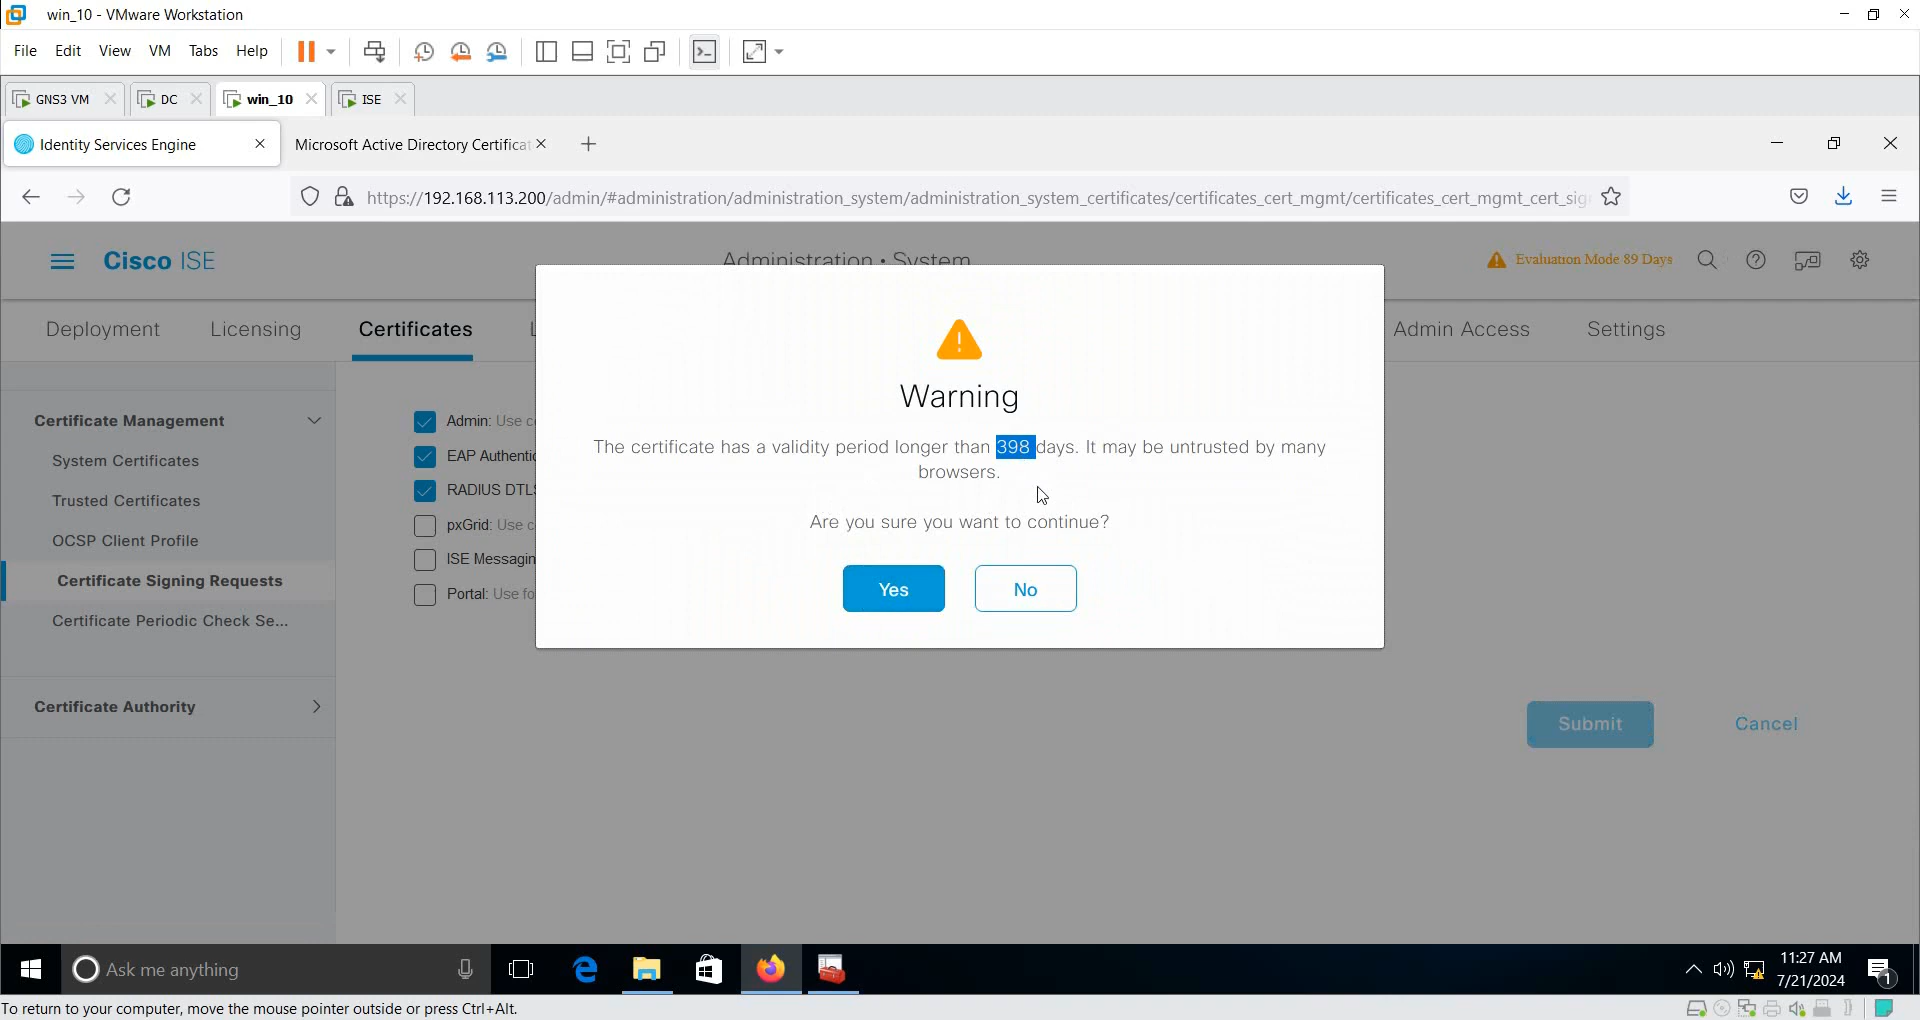 win_10 - VMware Workstation
File Edit View VM Tabs Help
GNS3 VM DC win_10 ISE
Identity Services Engine Microsoft Active Directory Certificat
https://192.168.113.200/admin/#administration/administration_system/administration_system_certificates/certificates_cert_mgmt/certificates_cert_mgmt_cert_sig
Cisco ISE Administration · System Evaluation Mode 89 Days
Deployment Licensing Certificates Admin Access Settings
Warning
The certificate has a validity period longer than 398 days. It may be untrusted by many
browsers.
Are you sure you want to continue?
Yes No
Certificate Management
System Certificates
Trusted Certificates
OCSP Client Profile
Certificate Signing Requests
Certificate Periodic Check Se...
Certificate Authority
Admin: Use c
EAP Authentic
RADIUS DTLS
pxGrid: Use c
ISE Messagin
Portal: Use fo
Submit Cancel
Ask me anything
11:27 AM
7/21/2024
1
To return to your computer, move the mouse pointer outside or press Ctrl+Alt.